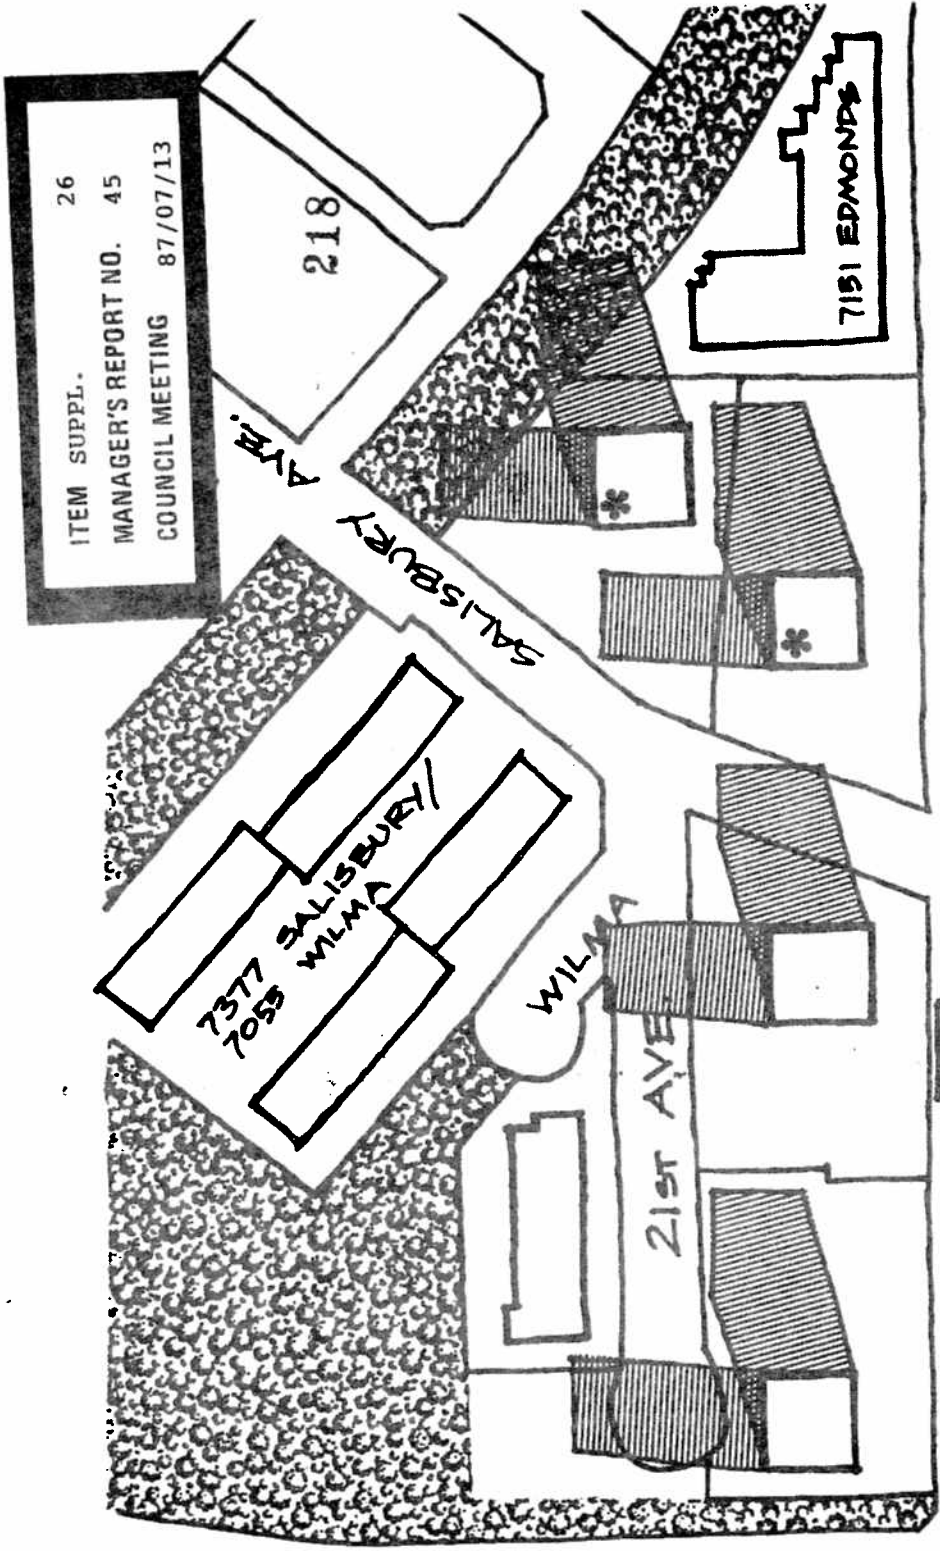 ITEM SUPPL. 26
MANAGER'S REPORT NO. 45
COUNCIL MEETING 87/07/13
218
SALISBURY AVE.
7131 EDMONDS
7377 SALISBURY/
7055 WILMA
WILMA
21ST AVE
*
*